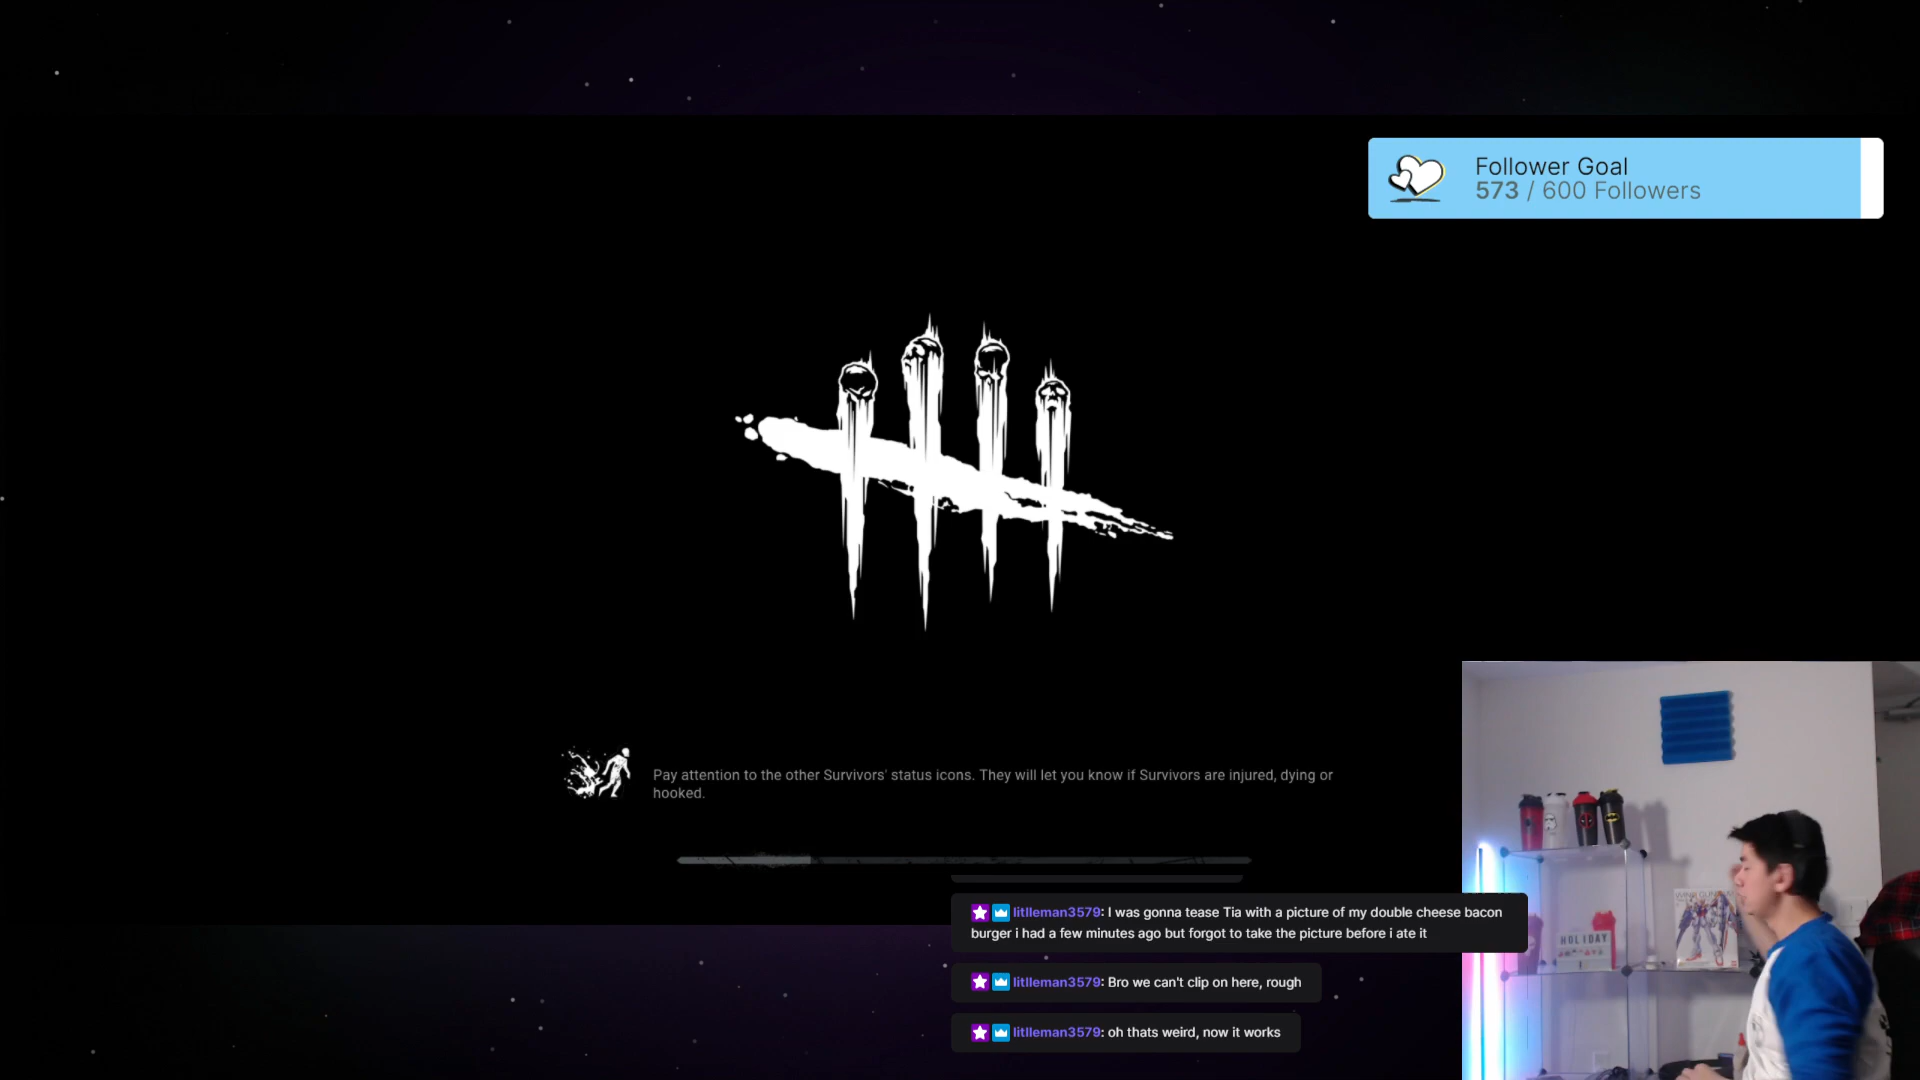 Follower Goal
573 / 600 Followers
Pay attention to the other Survivors' status icons. They will let you know if Survivors are injured, dying or
hooked.
litlleman3579: I was gonna tease Tia with a picture of my double cheese bacon
burger i had a few minutes ago but forgot to take the picture before i ate it
litlleman3579: Bro we can't clip on here, rough
litlleman3579: oh thats weird, now it works
HOLIDAY